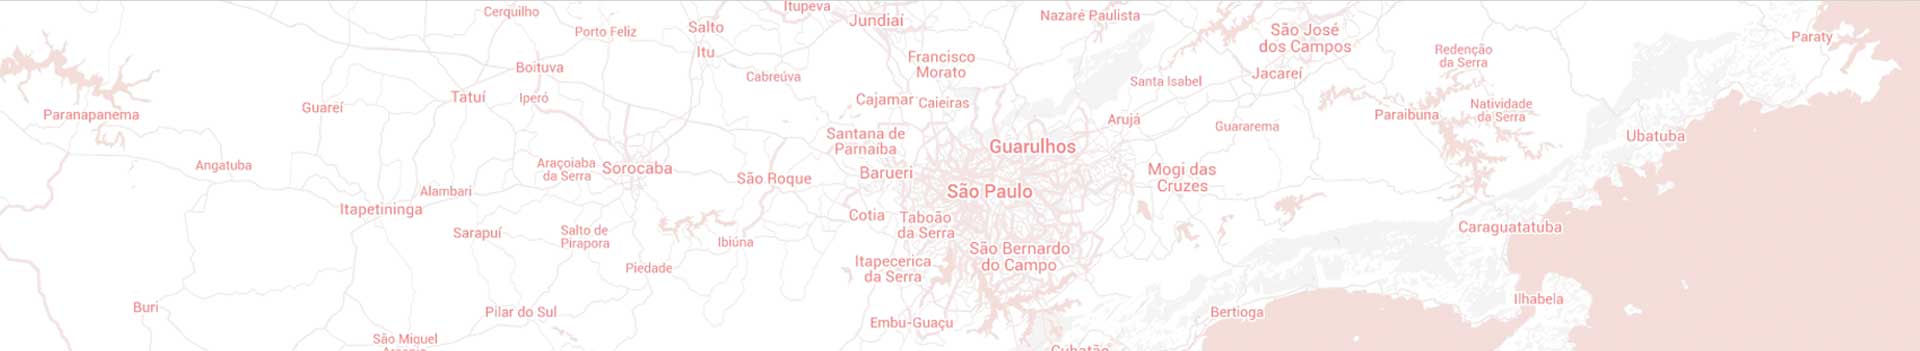 Cerquilho
Itupeva
Jundiaí
Nazaré Paulista
Porto Feliz
Salto
Itu
São José
dos Campos
Paraty
Redenção
da Serra
Francisco
Morato
Boituva
Cabreúva
Santa Isabel
Jacareí
Guareí
Tatuí
Iperó
Cajamar
Caieiras
Paranapanema
Arujá
Guararema
Paraibuna
Natividade
da Serra
Santana de
Parnaíba
Guarulhos
Ubatuba
Angatuba
Araçoiaba
da Serra
Sorocaba
São Roque
Barueri
São Paulo
Mogi das
Cruzes
Alambari
Itapetininga
Cotia
Taboão
da Serra
Caraguatatuba
Sarapuí
Salto de
Pirapora
Ibiúna
São Bernardo
do Campo
Itapecerica
da Serra
Piedade
Buri
Pilar do Sul
Embu-Guaçu
Bertioga
Ilhabela
São Miguel
Arcanjo
Cubatão